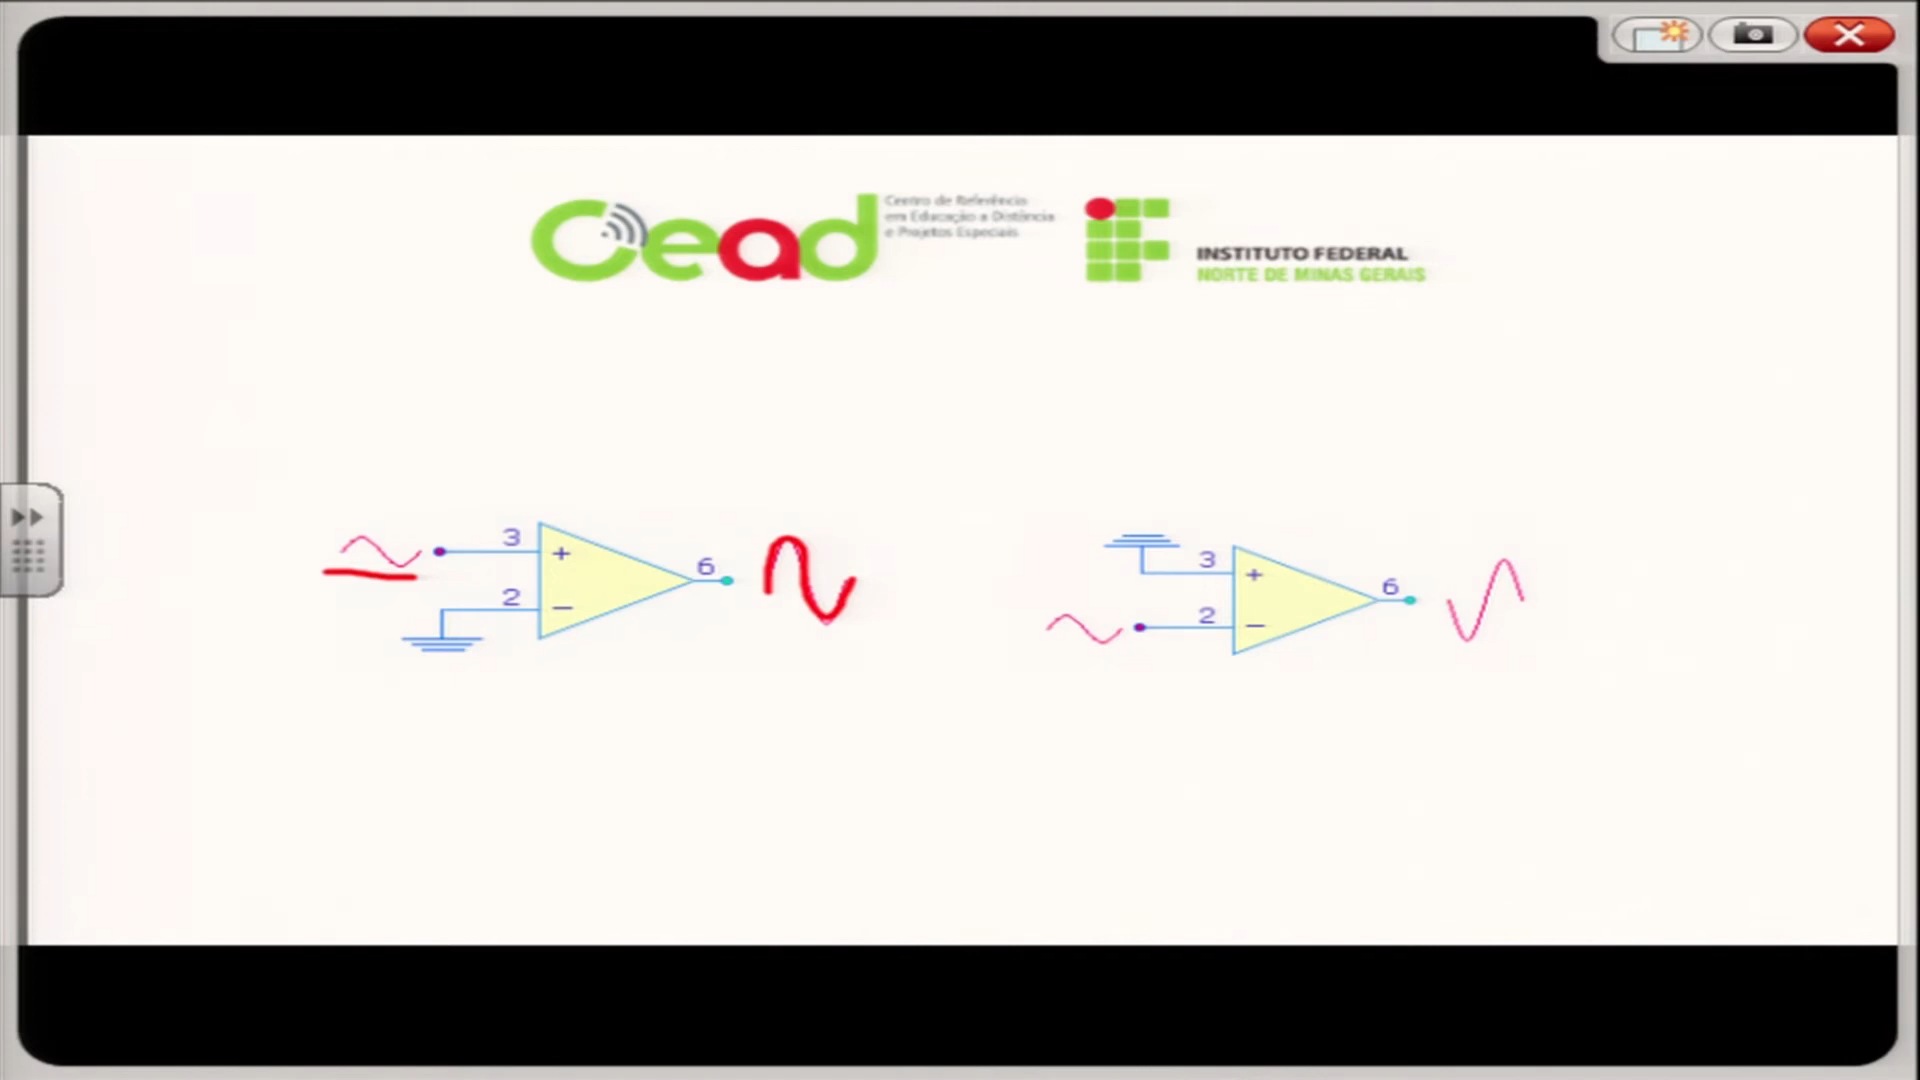 Cead
Centro de Referência
em Educação a Distância
e Projetos Especiais
INSTITUTO FEDERAL
NORTE DE MINAS GERAIS
3
+
6
2
−
3
+
6
2
−